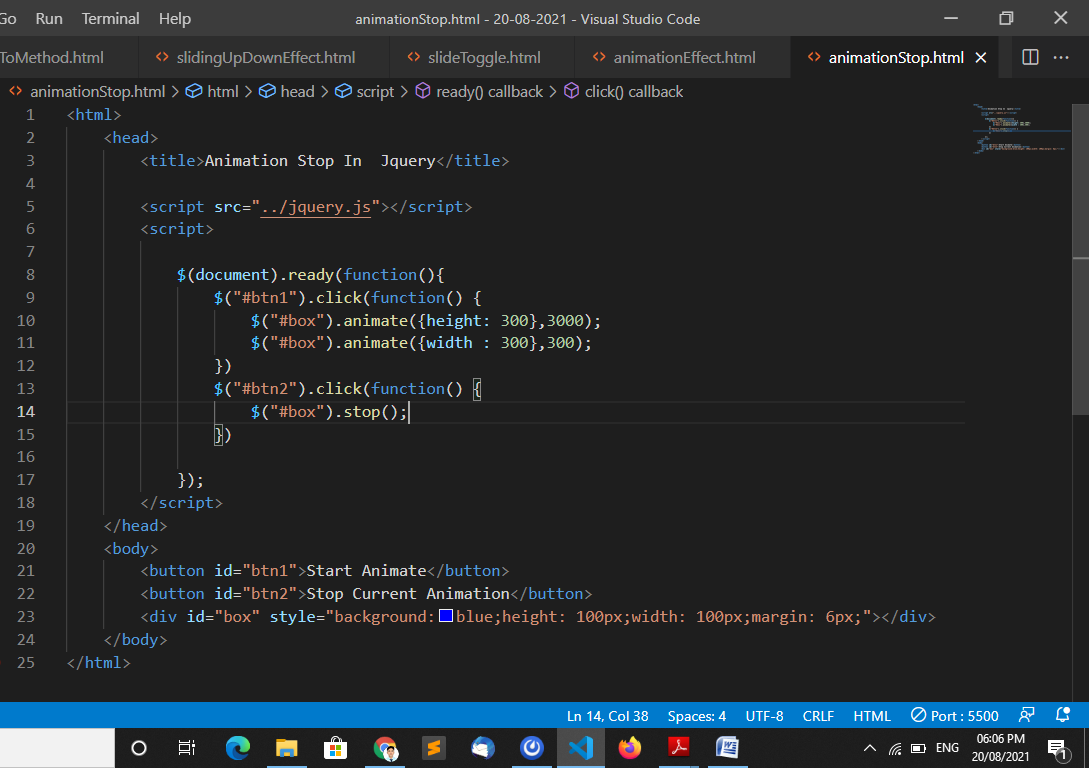 Go Run Terminal Help animationStop.html - 20-08-2021 - Visual Studio Code
ToMethod.html slidingUpDownEffect.html slideToggle.html animationEffect.html animationStop.html
animationStop.html > html > head > script > ready() callback > click() callback
1 <html>
2 <head>
3 <title>Animation Stop In  Jquery</title>
4
5 <script src="../jquery.js"></script>
6 <script>
7
8 $(document).ready(function(){
9 $("#btn1").click(function() {
10 $("#box").animate({height: 300},3000);
11 $("#box").animate({width : 300},300);
12 })
13 $("#btn2").click(function() {
14 $("#box").stop();
15 })
16
17 });
18 </script>
19 </head>
20 <body>
21 <button id="btn1">Start Animate</button>
22 <button id="btn2">Stop Current Animation</button>
23 <div id="box" style="background:blue;height: 100px;width: 100px;margin: 6px;"></div>
24 </body>
25 </html>
Ln 14, Col 38 Spaces: 4 UTF-8 CRLF HTML Port : 5500
ENG 06:06 PM
20/08/2021 1